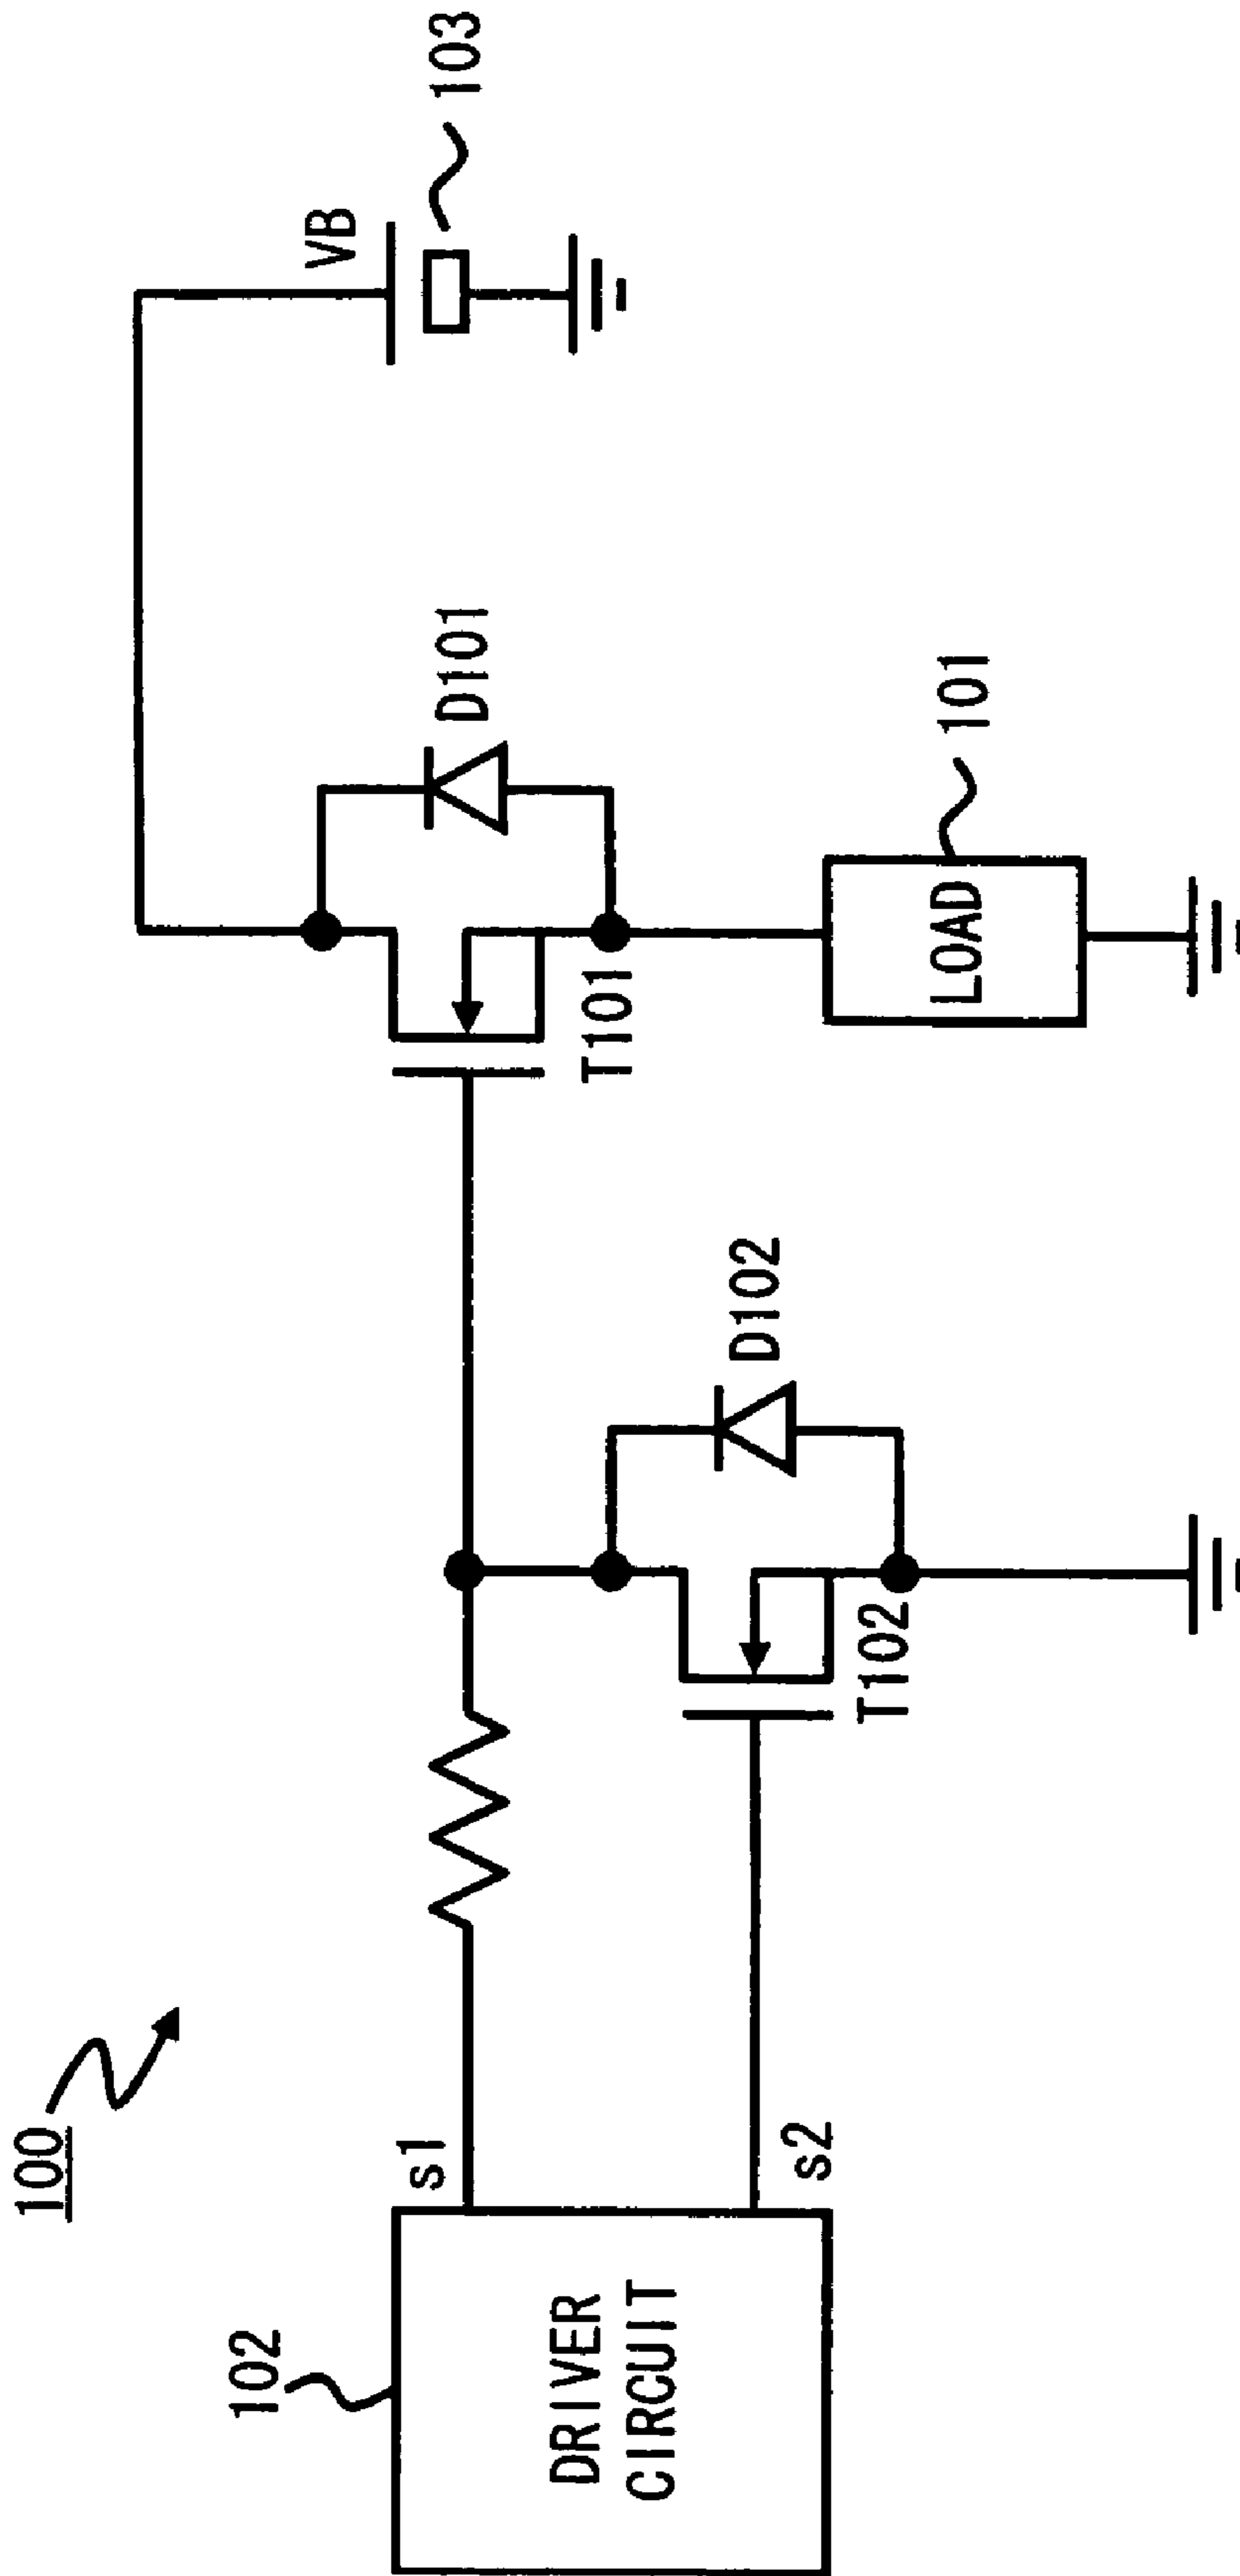 100
102
DRIVER
CIRCUIT
s1
s2
T102
D102
T101
D101
LOAD
101
VB
103